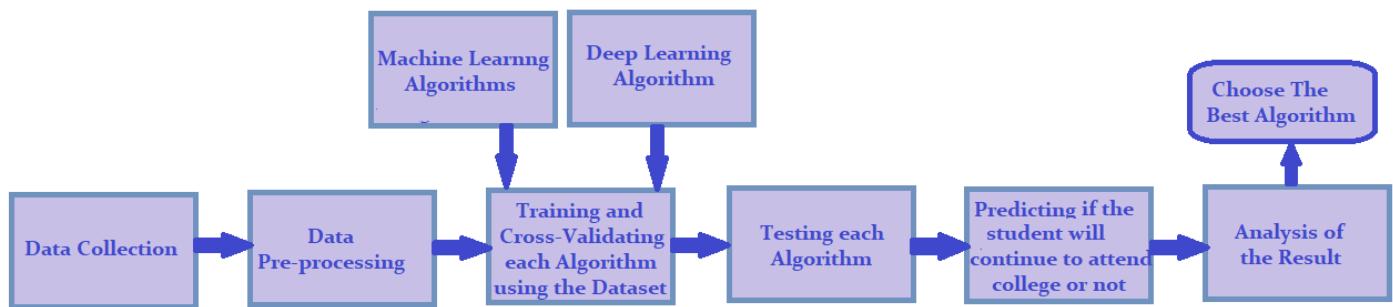 Machine Learnng
Algorithms
Deep Learning
Algorithm
Choose The
Best Algorithm
Data Collection
Data
Pre-processing
Training and
Cross-Validating
each Algorithm
using the Dataset
Testing each
Algorithm
Predicting if the
student will
continue to attend
college or not
Analysis of
the Result